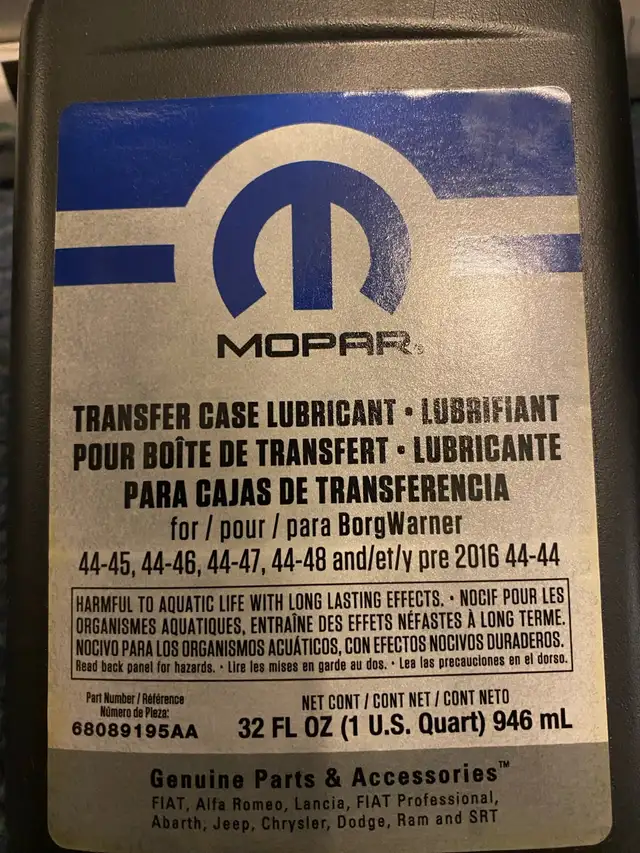 MOPAR®
TRANSFER CASE LUBRICANT • LUBRIFIANT
POUR BOÎTE DE TRANSFERT • LUBRICANTE
PARA CAJAS DE TRANSFERENCIA
for / pour / para BorgWarner
44-45, 44-46, 44-47, 44-48 and/et/y pre 2016 44-44
HARMFUL TO AQUATIC LIFE WITH LONG LASTING EFFECTS. • NOCIF POUR LES
ORGANISMES AQUATIQUES, ENTRAÎNE DES EFFETS NÉFASTES À LONG TERME.
NOCIVO PARA LOS ORGANISMOS ACUÁTICOS, CON EFECTOS NOCIVOS DURADEROS.
Read back panel for hazards. • Lire les mises en garde au dos. • Lea las precauciones en el dorso.
Part Number / Référence
Número de Pieza:
68089195AA
NET CONT / CONT NET / CONT NETO
32 FL OZ (1 U.S. Quart) 946 mL
Genuine Parts & Accessories™
FIAT, Alfa Romeo, Lancia, FIAT Professional,
Abarth, Jeep, Chrysler, Dodge, Ram and SRT